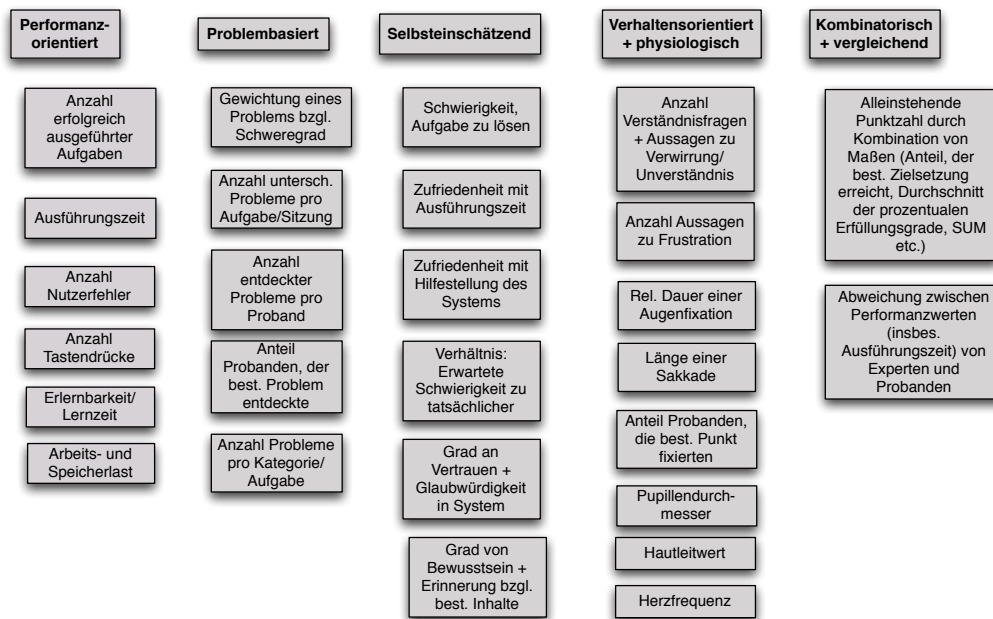 Performanz-
orientiert
Problembasiert
Selbsteinschätzend
Verhaltensorientiert
+ physiologisch
Kombinatorisch
+ vergleichend
Anzahl
erfolgreich
ausgeführter
Aufgaben
Ausführungszeit
Anzahl
Nutzerfehler
Anzahl
Tastendrücke
Erlernbarkeit/
Lernzeit
Arbeits- und
Speicherlast
Gewichtung eines
Problems bzgl.
Schweregrad
Anzahl untersch.
Probleme pro
Aufgabe/Sitzung
Anzahl
entdeckter
Probleme pro
Proband
Anteil
Probanden, der
best. Problem
entdeckte
Anzahl Probleme
pro Kategorie/
Aufgabe
Schwierigkeit,
Aufgabe zu lösen
Zufriedenheit mit
Ausführungszeit
Zufriedenheit mit
Hilfestellung des
Systems
Verhältnis:
Erwartete
Schwierigkeit zu
tatsächlicher
Grad an
Vertrauen +
Glaubwürdigkeit
in System
Grad von
Bewusstsein +
Erinnerung bzgl.
best. Inhalte
Anzahl
Verständnisfragen
+ Aussagen zu
Verwirrung/
Unverständnis
Anzahl Aussagen
zu Frustration
Rel. Dauer einer
Augenfixation
Länge einer
Sakkade
Anteil Probanden,
die best. Punkt
fixierten
Pupillendurch-
messer
Hautleitwert
Herzfrequenz
Alleinstehende
Punktzahl durch
Kombination von
Maßen (Anteil, der
best. Zielsetzung
erreicht, Durchschnitt
der prozentualen
Erfüllungsgrade, SUM
etc.)
Abweichung zwischen
Performanzwerten
(insbes.
Ausführungszeit) von
Experten und
Probanden